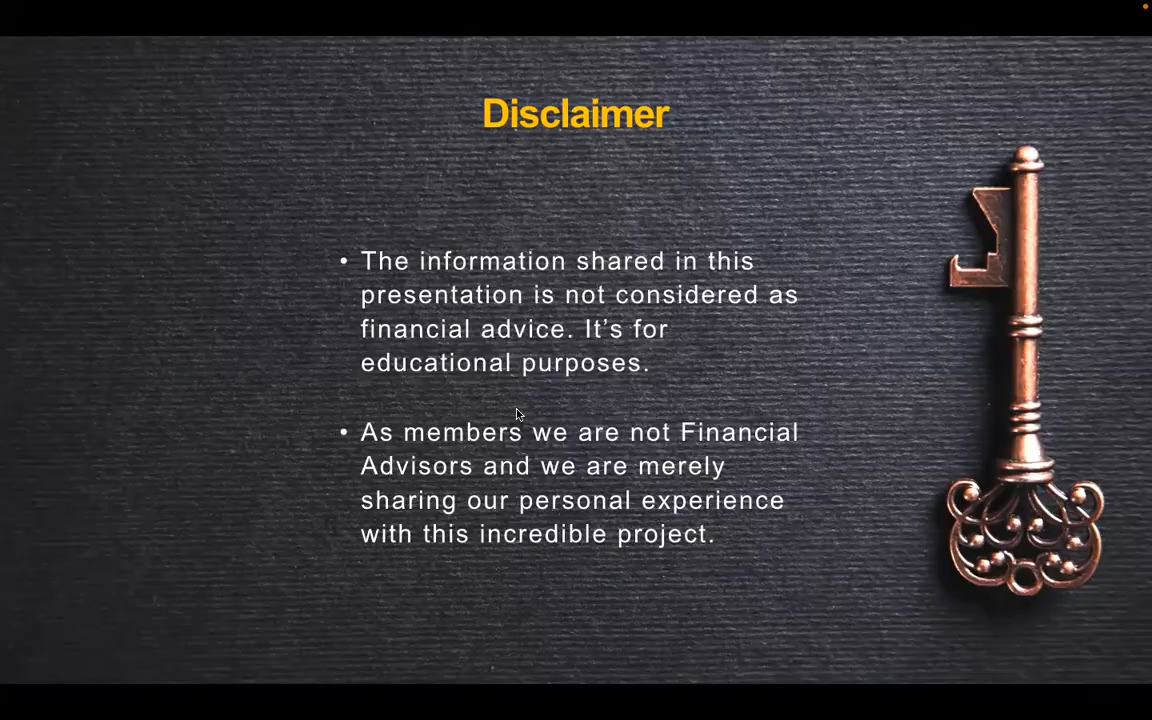 Disclaimer
• The information shared in this
presentation is not considered as
financial advice. It’s for
educational purposes.
• As members we are not Financial
Advisors and we are merely
sharing our personal experience
with this incredible project.